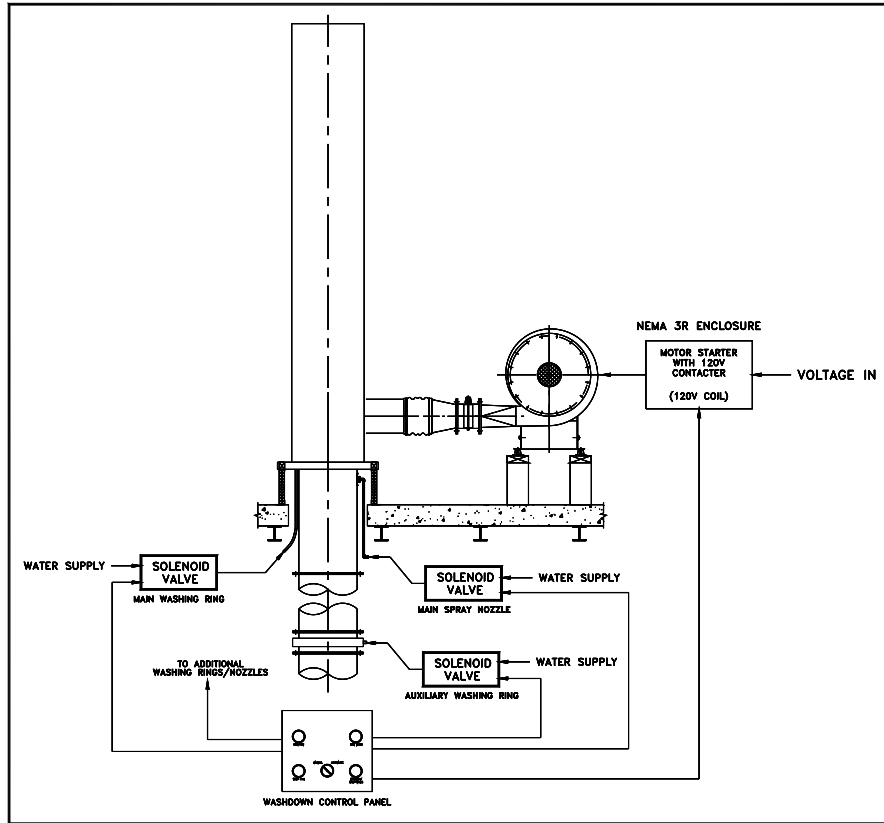 NEMA 3R ENCLOSURE
MOTOR STARTER
WITH 120V
CONTACTER
(120V COIL)
VOLTAGE IN
WATER SUPPLY
SOLENOID
VALVE
MAIN WASHING RING
SOLENOID
VALVE
WATER SUPPLY
MAIN SPRAY NOZZLE
SOLENOID
VALVE
WATER SUPPLY
AUXILIARY WASHING RING
TO ADDITIONAL
WASHING RINGS/NOZZLES
WASHDOWN CONTROL PANEL